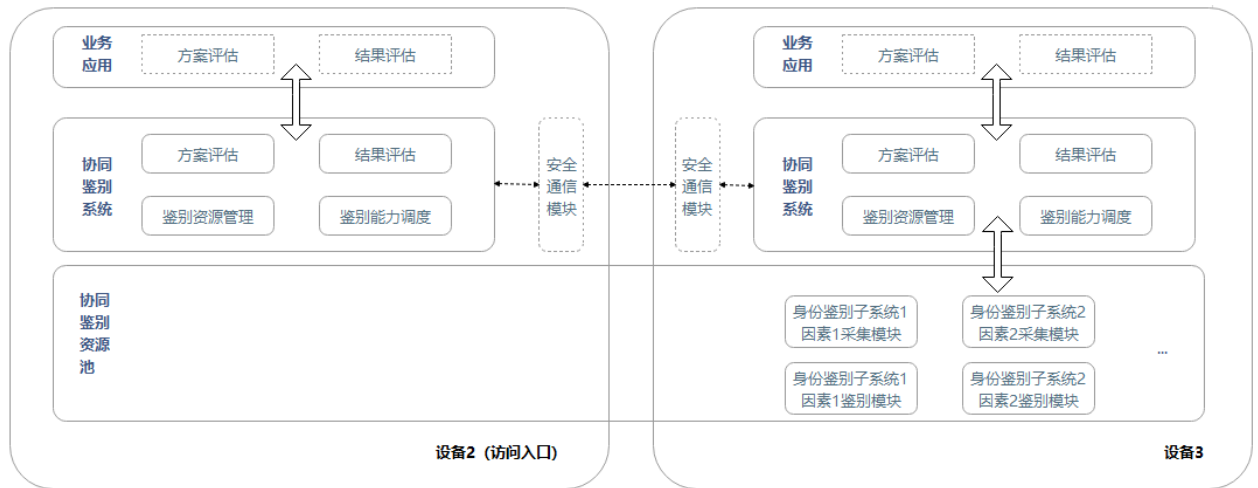 业务
应用
方案评估
结果评估
协同
鉴别
系统
方案评估
结果评估
鉴别资源管理
鉴别能力调度
安全
通信
模块
安全
通信
模块
业务
应用
方案评估
结果评估
协同
鉴别
系统
方案评估
结果评估
鉴别资源管理
鉴别能力调度
协同
鉴别
资源
池
身份鉴别子系统1
因素1采集模块
身份鉴别子系统2
因素2采集模块
...
身份鉴别子系统1
因素1鉴别模块
身份鉴别子系统2
因素2鉴别模块
设备2（访问入口）
设备3